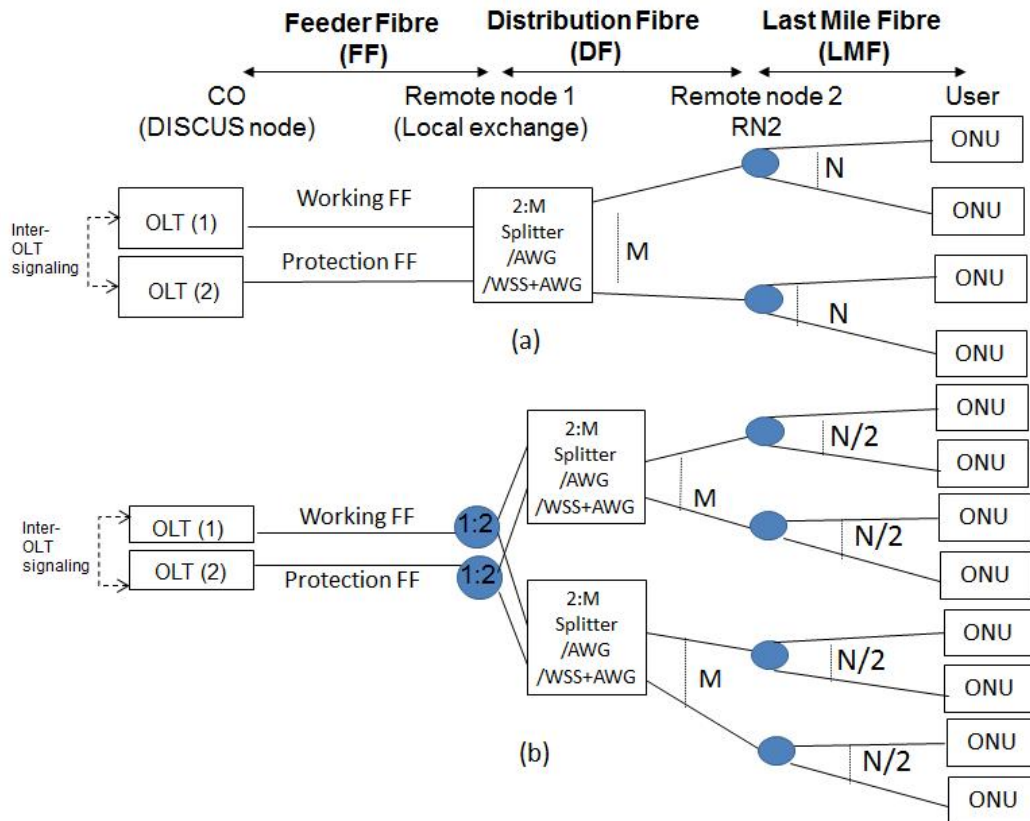 Feeder Fibre
(FF)
Distribution Fibre
(DF)
Last Mile Fibre
(LMF)
CO
(DISCUS node)
Remote node 1
(Local exchange)
Remote node 2
RN2
User
ONU
N
ONU
Inter-
OLT
signaling
OLT (1)
Working FF
OLT (2)
Protection FF
2:M
Splitter
/AWG
/WSS+AWG
M
ONU
N
ONU
(a)
ONU
N/2
ONU
2:M
Splitter
/AWG
/WSS+AWG
M
ONU
N/2
ONU
Inter-
OLT
signaling
OLT (1)
Working FF
1:2
OLT (2)
Protection FF
1:2
2:M
Splitter
/AWG
/WSS+AWG
M
ONU
N/2
ONU
ONU
N/2
ONU
(b)